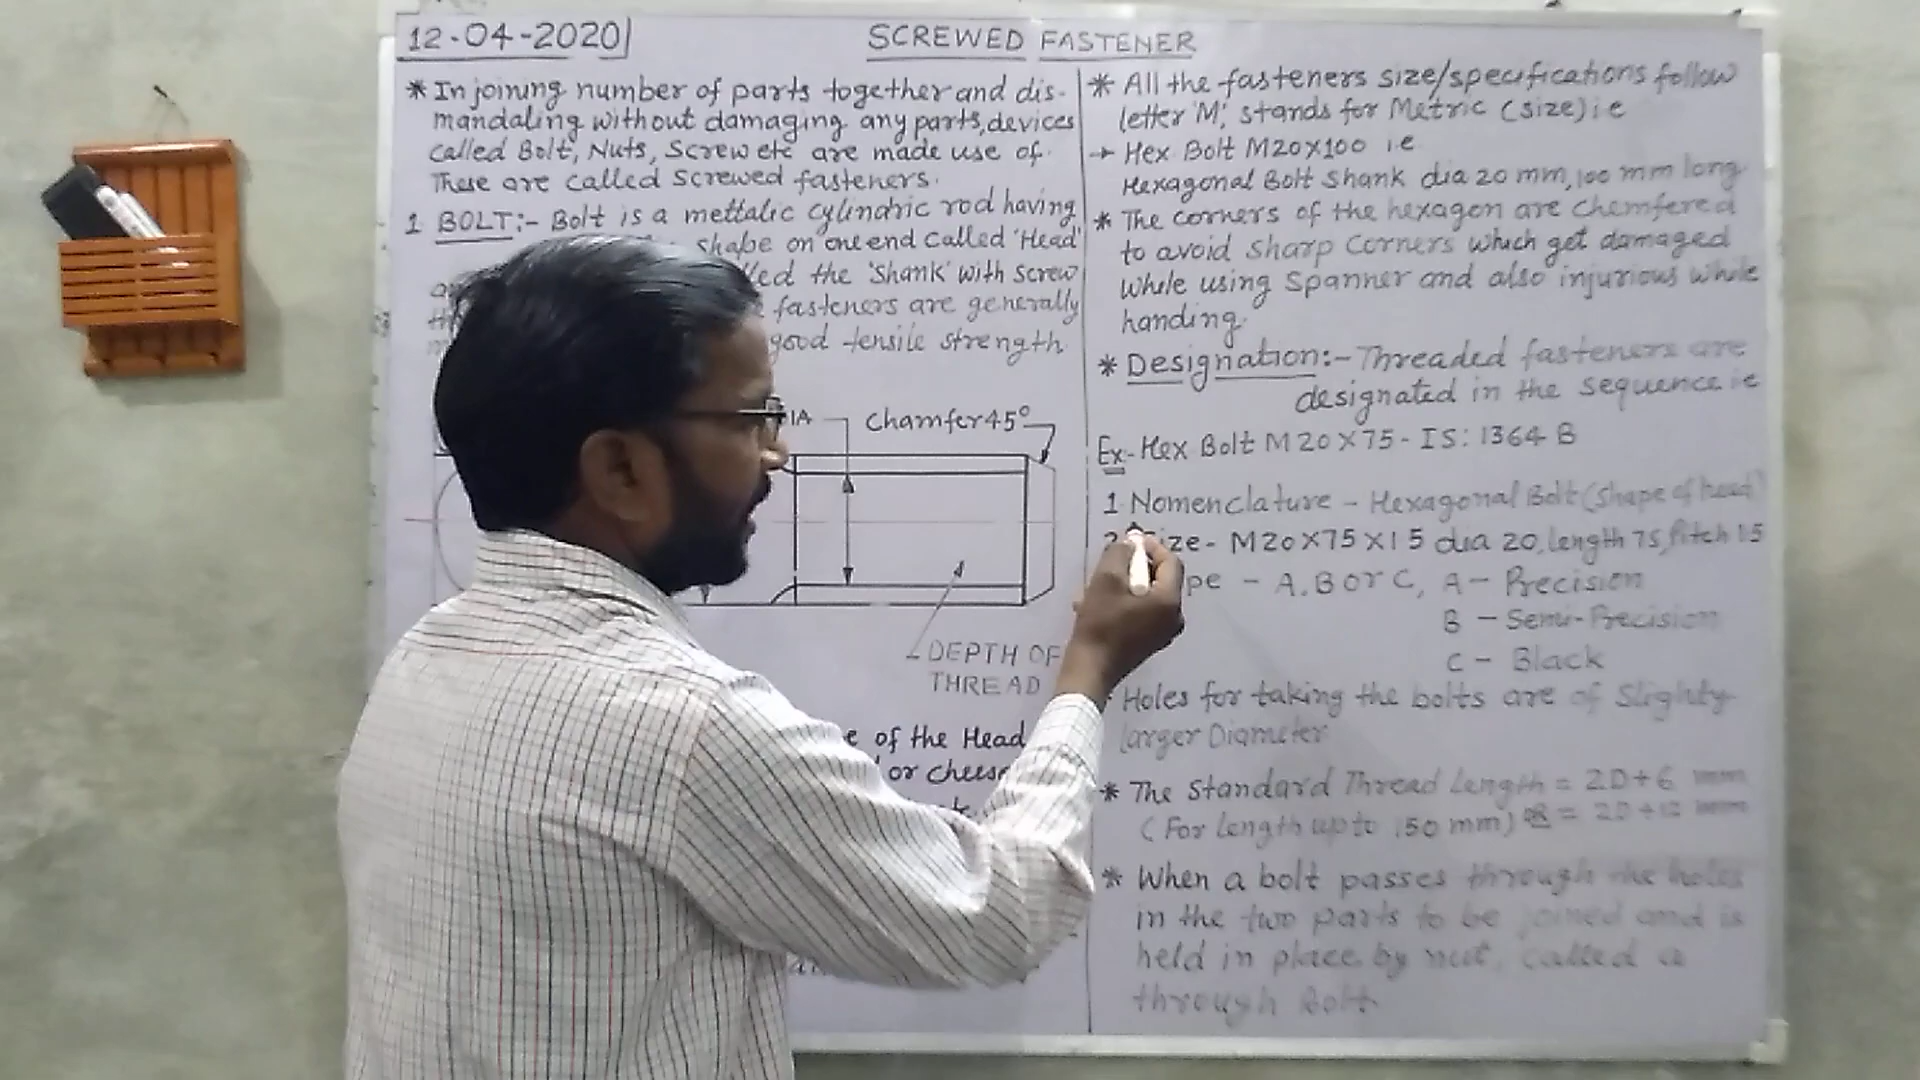 12-04-2020
SCREWED FASTENER
* In joining number of parts together and dis-
mandaling without damaging any parts, devices
called Bolt, Nuts, Screw etc are made use of.
These are called screwed fasteners.
1 BOLT:- Bolt is a mettalic cylindric rod having
shape on one end called 'Head'
the 'Shank' with screw
fasteners are generally
good tensile strength
Chamfer 45°
DEPTH OF
THREAD
of the Head
or cheese
* All the fasteners size/specifications follow
letter 'M', stands for Metric (size) i e
→ Hex Bolt M20x100 i.e
Hexagonal Bolt Shank dia 20 mm, 100 mm long
* The corners of the hexagon are chemfered
to avoid sharp corners which get damaged
while using spanner and also injurious while
handing.
* Designation:- Threaded fasteners are
designated in the sequence ie
Ex:- Hex Bolt M20X75- IS: 1364 B
1 Nomenclature - Hexagonal Bolt (shape of head)
- M20X75X1 5 dia 20, length 75, Pitch 1.5
- A, B or C, A - Precision
B - Semi-Precision
C - Black
Holes for taking the bolts are of Slighty
larger Diameter
* The Standard Thread Length = 2D+6 mm
(For length up to 150 mm) & = 2D+12 mm
* When a bolt passes through the holes
in the two parts to be joined and is
held in place by nut, called a
through Bolt